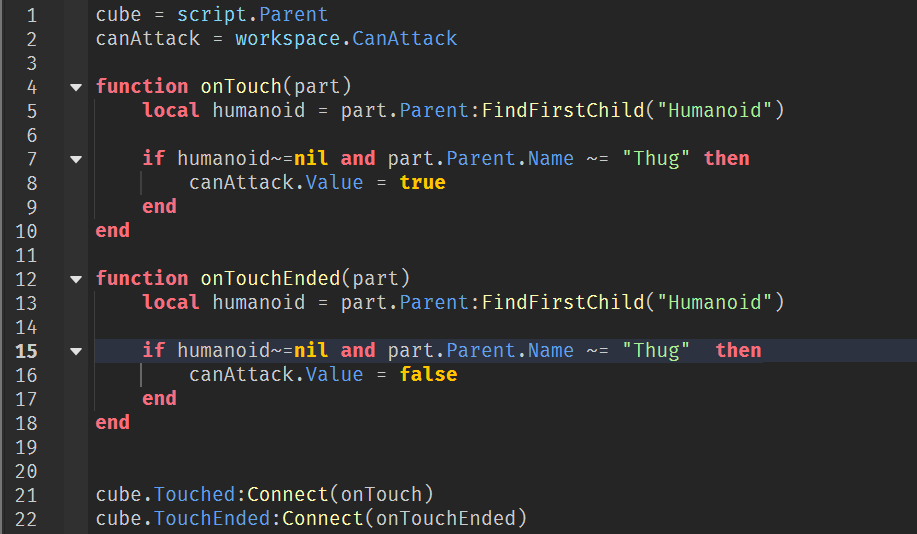 1 cube = script.Parent
2 canAttack = workspace.CanAttack
3
4 function onTouch(part)
5 local humanoid = part.Parent:FindFirstChild("Humanoid")
6
7 if humanoid~=nil and part.Parent.Name ~= "Thug" then
8 canAttack.Value = true
9 end
10 end
11
12 function onTouchEnded(part)
13 local humanoid = part.Parent:FindFirstChild("Humanoid")
14
15 if humanoid~=nil and part.Parent.Name ~= "Thug"  then
16 canAttack.Value = false
17 end
18 end
19
20
21 cube.Touched:Connect(onTouch)
22 cube.TouchEnded:Connect(onTouchEnded)